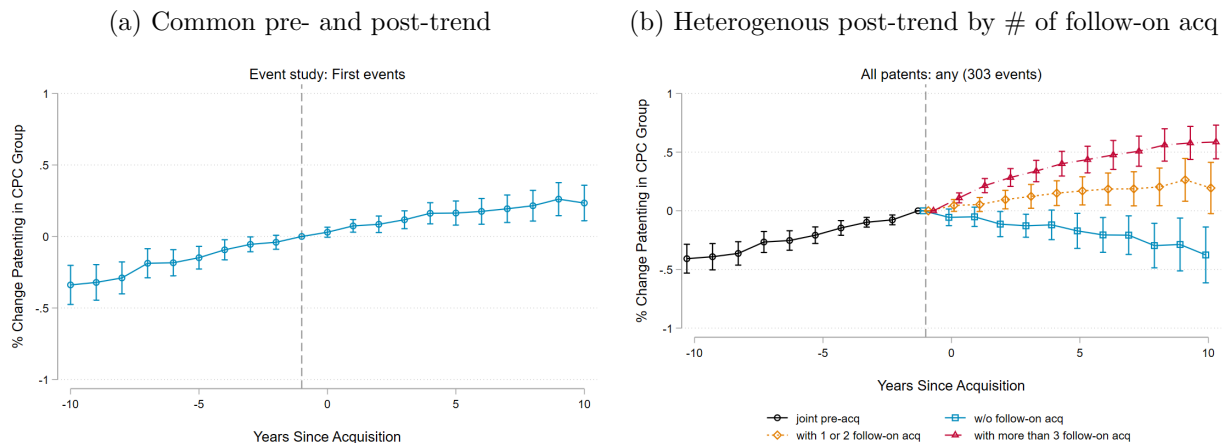 (a) Common pre- and post-trend
Event study: First events
% Change Patenting in CPC Group
1
.5
0
-.5
-1
-10
-5
0
5
10
Years Since Acquisition
(b) Heterogenous post-trend by # of follow-on acq
All patents: any (303 events)
% Changing Patenting in CPC Group
1
.5
0
-.5
-1
-10
-5
0
5
10
Years Since Acquisition
joint pre-acq
w/o follow-on acq
with 1 or 2 follow-on acq
with more than 3 follow-on acq